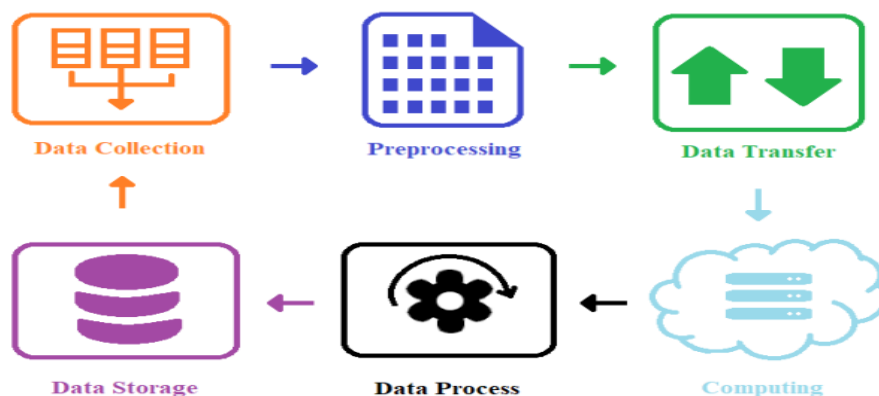 Data Collection
Preprocessing
Data Transfer
Data Storage
Data Process
Computing